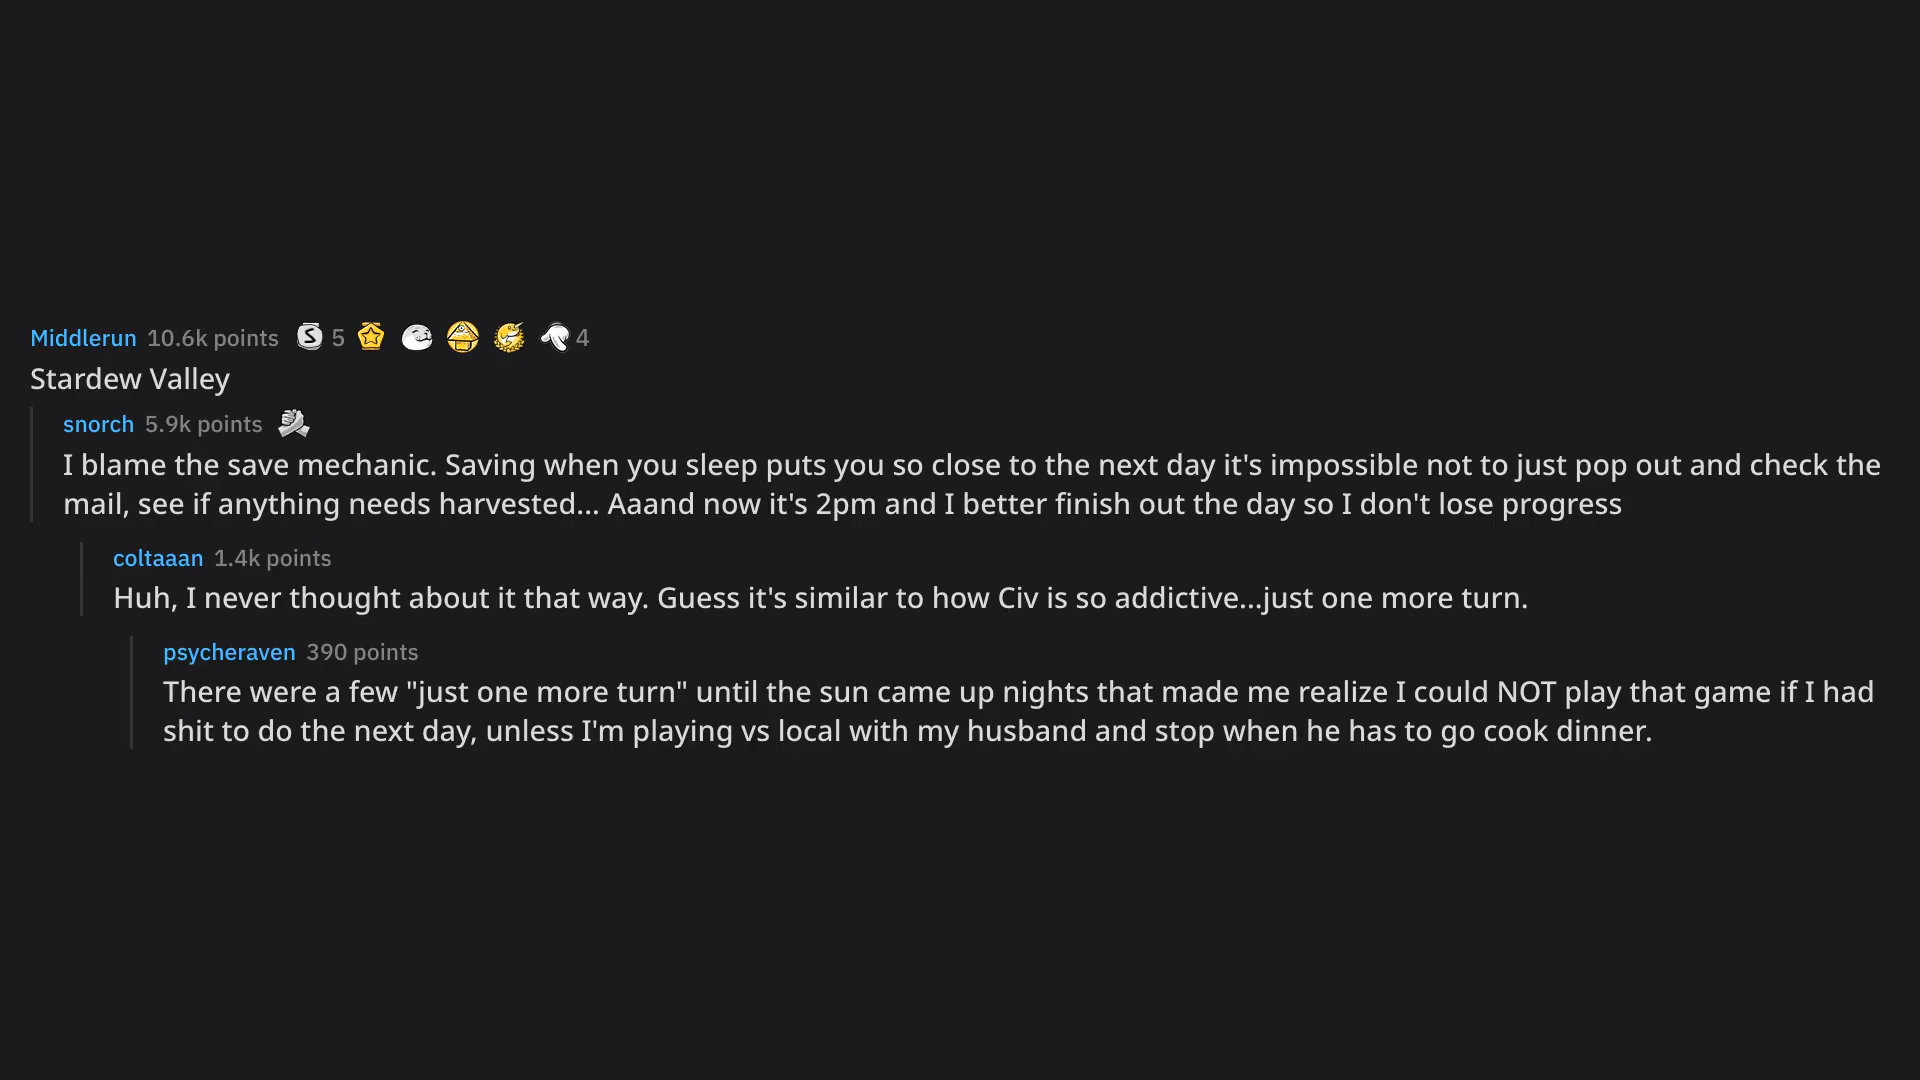 Middlerun 10.6k points 5 4
Stardew Valley
snorch 5.9k points
I blame the save mechanic. Saving when you sleep puts you so close to the next day it's impossible not to just pop out and check the
mail, see if anything needs harvested... Aaand now it's 2pm and I better finish out the day so I don't lose progress
coltaaan 1.4k points
Huh, I never thought about it that way. Guess it's similar to how Civ is so addictive...just one more turn.
psycheraven 390 points
There were a few "just one more turn" until the sun came up nights that made me realize I could NOT play that game if I had
shit to do the next day, unless I'm playing vs local with my husband and stop when he has to go cook dinner.